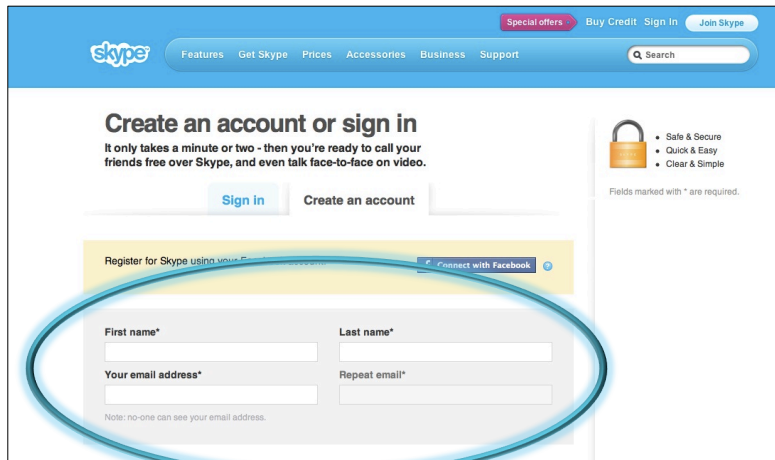 Special offers Buy Credit Sign In Join Skype
skype Features Get Skype Prices Accessories Business Support Search
Create an account or sign in
It only takes a minute or two - then you're ready to call your
friends free over Skype, and even talk face-to-face on video.
Safe & Secure
Quick & Easy
Clear & Simple
Fields marked with * are required.
Sign in Create an account
Register for Skype using your
Connect with Facebook ?
First name* Last name*
Your email address* Repeat email*
Note: no-one can see your email address.